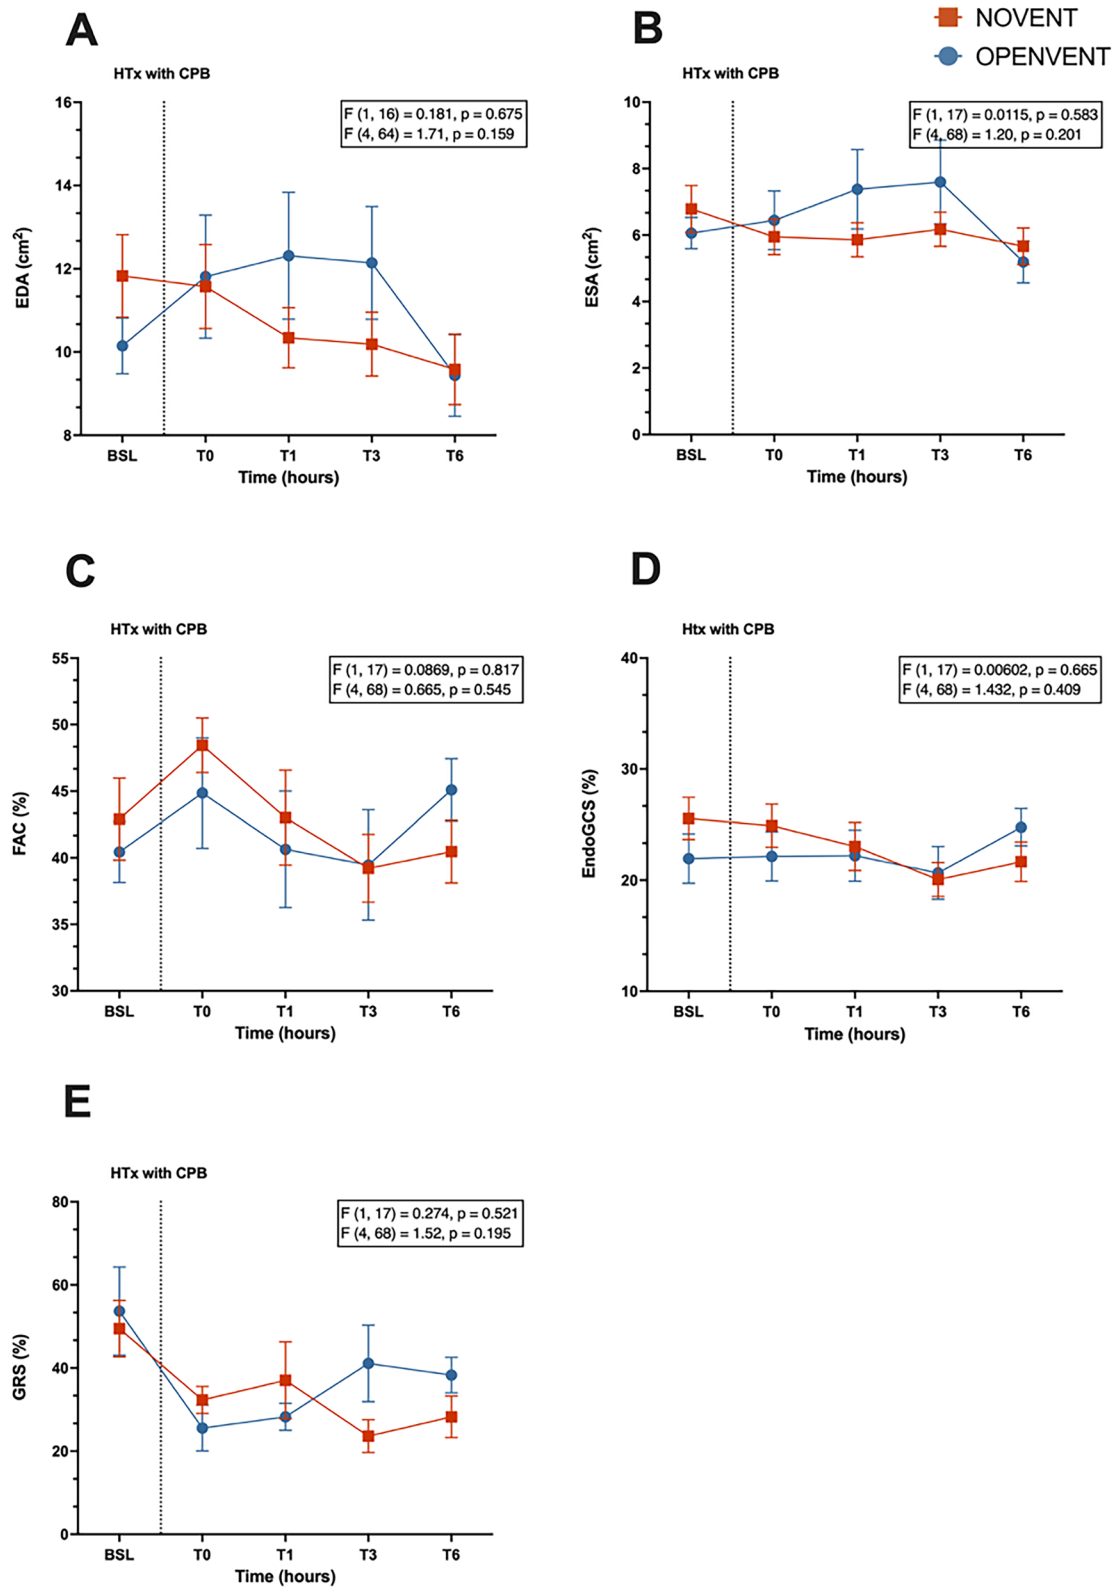 A
B
NOVENT
OPENVENT
HTx with CPB
F (1, 16) = 0.181, p = 0.675
F (4, 64) = 1.71, p = 0.159
EDA (cm²)
16
14
12
10
8
BSL T0 T1 T3 T6
Time (hours)
HTx with CPB
F (1, 17) = 0.0115, p = 0.583
F (4, 68) = 1.20, p = 0.201
ESA (cm²)
10
8
6
4
2
0
BSL T0 T1 T3 T6
Time (hours)
C
HTx with CPB
F (1, 17) = 0.0869, p = 0.817
F (4, 68) = 0.665, p = 0.545
FAC (%)
55
50
45
40
35
30
BSL T0 T1 T3 T6
Time (hours)
D
Htx with CPB
F (1, 17) = 0.00602, p = 0.665
F (4, 68) = 1.432, p = 0.409
EndoGCS (%)
40
30
20
10
BSL T0 T1 T3 T6
Time (hours)
E
HTx with CPB
F (1, 17) = 0.274, p = 0.521
F (4, 68) = 1.52, p = 0.195
GRS (%)
80
60
40
20
0
BSL T0 T1 T3 T6
Time (hours)